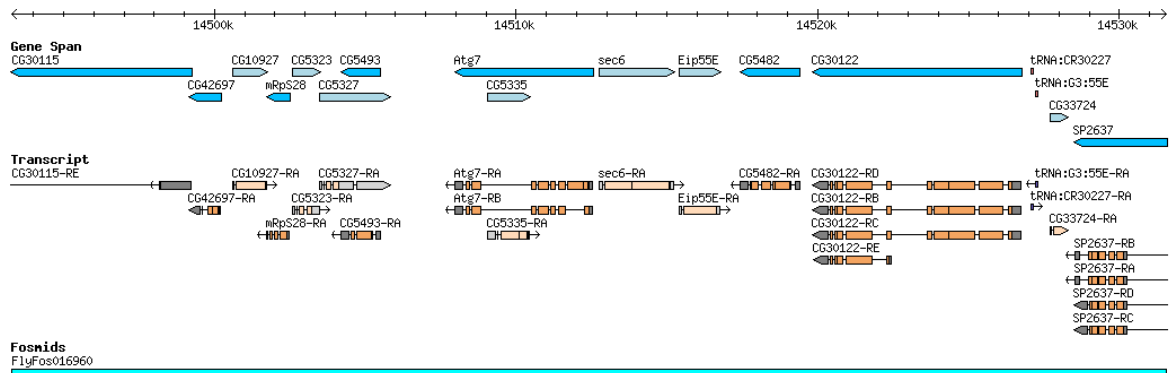 14500k 14510k 14520k 14530k
Gene Span
CG30115 CG10927 CG5323 CG5493 Atg7 sec6 Eip55E CG5482 CG30122 tRNA:CR30227
CG42697 mRpS28 CG5327 CG5335 tRNA:G3:55E
CG33724
SP2637
Transcript
CG30115-RE CG10927-RA CG5327-RA Atg7-RA sec6-RA CG5482-RA CG30122-RD tRNA:G3:55E-RA
CG42697-RA CG5323-RA Atg7-RB Eip55E-RA CG30122-RB tRNA:CR30227-RA
mRpS28-RA CG5493-RA CG5335-RA CG30122-RC CG33724-RA
CG30122-RE SP2637-RB
SP2637-RA
SP2637-RD
SP2637-RC
Fosmids
FlyFos016960